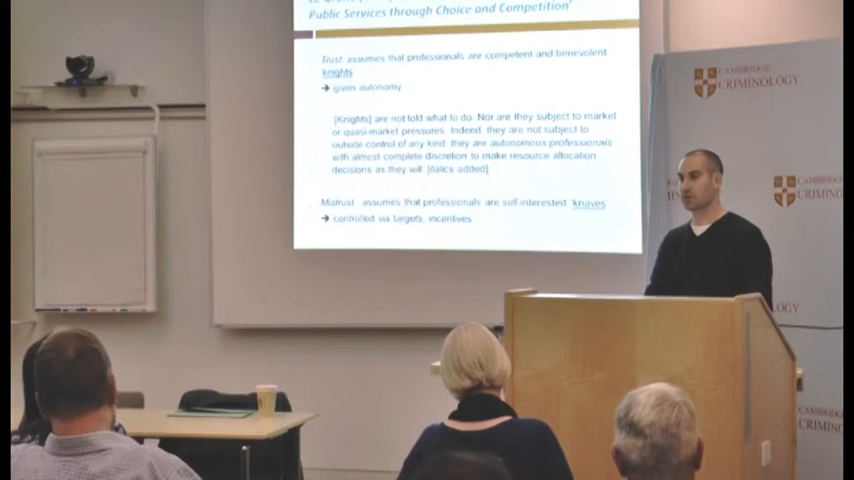 Public Services through Choice and Competition'
Trust: assumes that professionals are competent and benevolent
knights
➔ given autonomy
[Knights] are not told what to do. Nor are they subject to market
or quasi-market pressures. Indeed, they are not subject to
outside control of any kind: they are autonomous professionals
with almost complete discretion to make resource allocation
decisions as they will [italics added]
Mistrust: assumes that professionals are self-interested 'knaves
➔ controlled via targets, incentives
CAMBRIDGE
CRIMINOLOGY
CAMBRIDG
CRIMINO
OGY
CAMBRID
CRIMIN